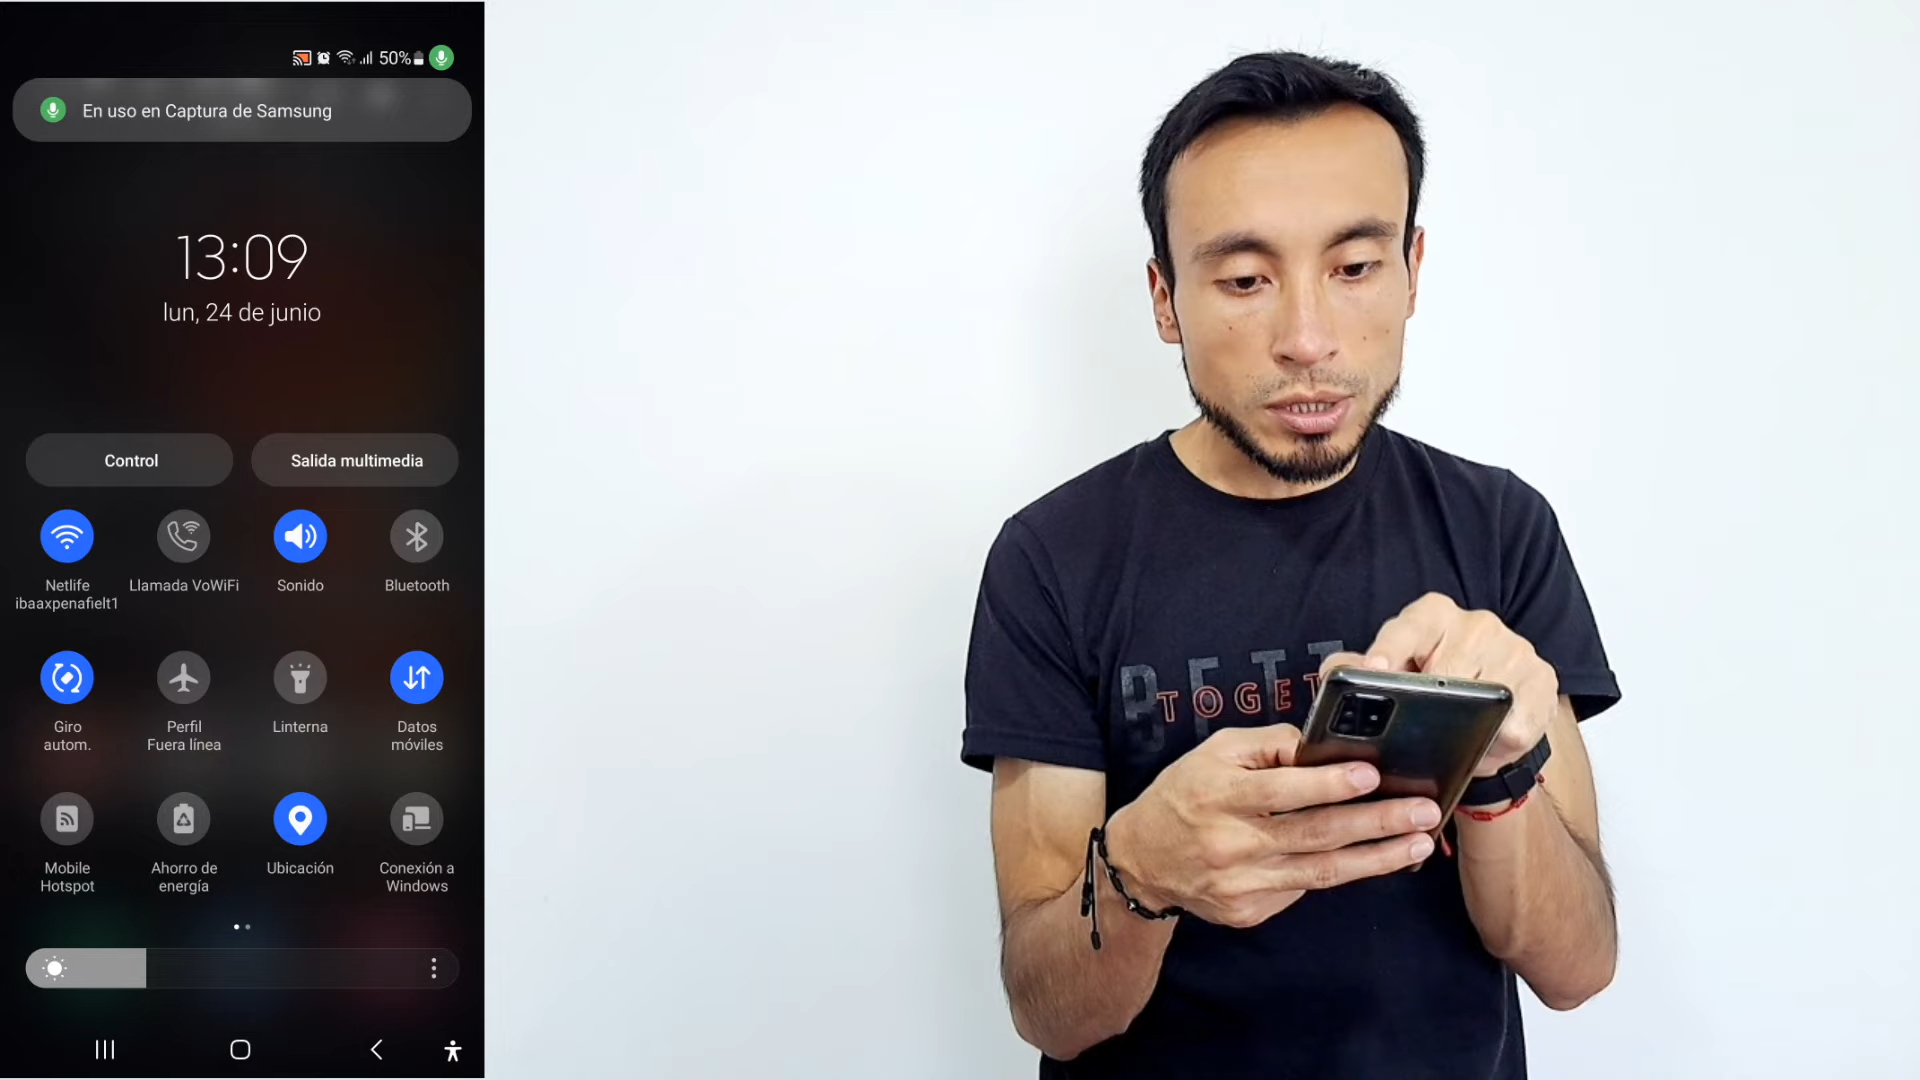 50%
En uso en Captura de Samsung
13:09
lun, 24 de junio
Control
Salida multimedia
Netlife
ibaaxpenafielt1
Llamada VoWiFi
Sonido
Bluetooth
Giro
autom.
Perfil
Fuera línea
Linterna
Datos
móviles
Mobile
Hotspot
Ahorro de
energía
Ubicación
Conexión a
Windows